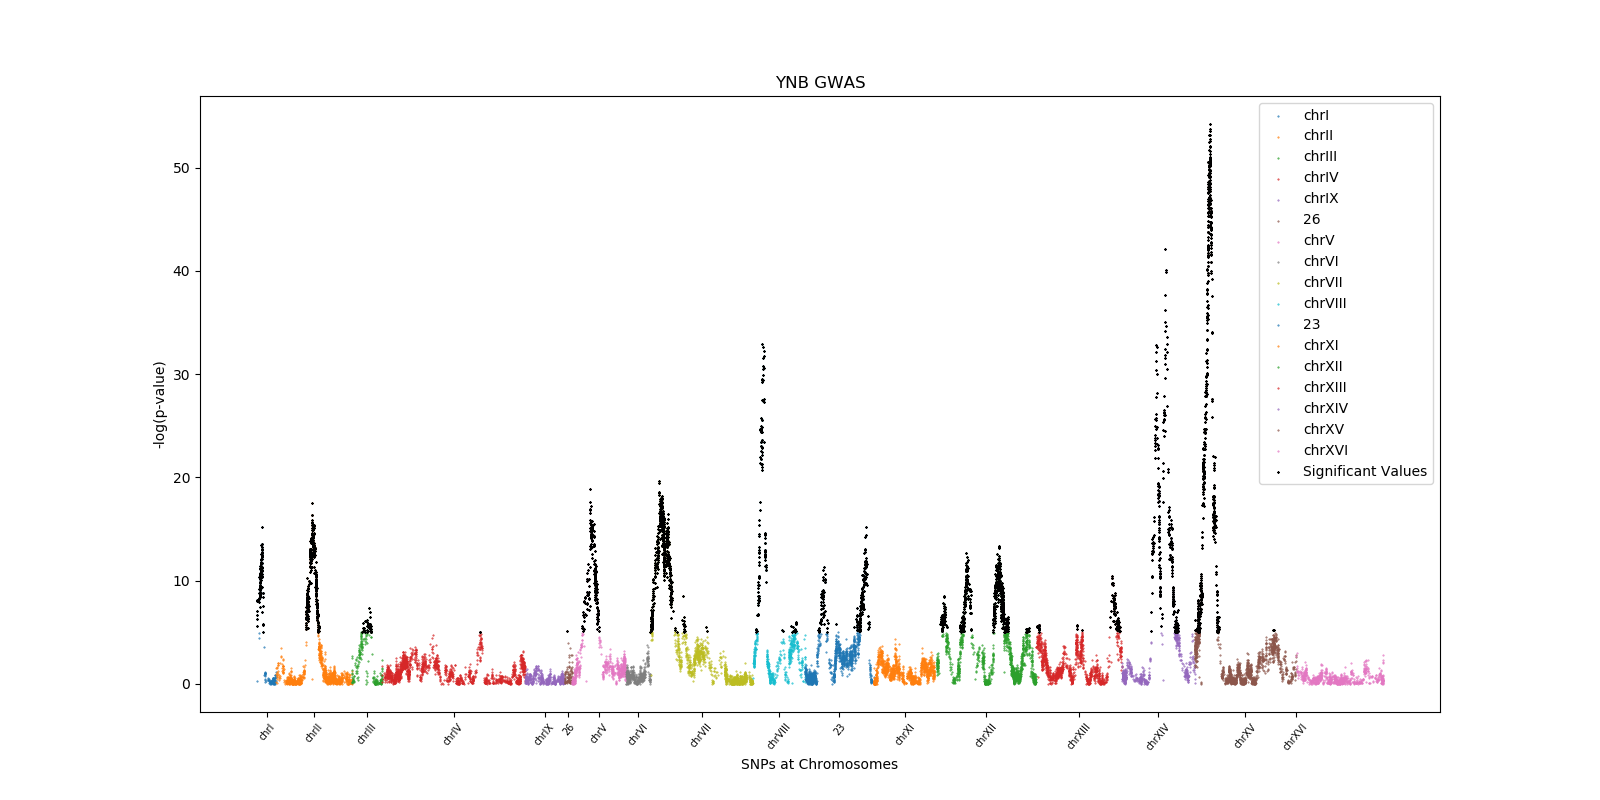 YNB GWAS
-log(p-value)
50
40
30
20
10
0
chrI
chrII
chrIII
chrIV
chrIX
26
chrV
chrVI
chrVII
chrVIII
23
chrXI
chrXII
chrXIII
chrXIV
chrXV
chrXVI
SNPs at Chromosomes
chrI
chrII
chrIII
chrIV
chrIX
26
chrV
chrVI
chrVII
chrVIII
23
chrXI
chrXII
chrXIII
chrXIV
chrXV
chrXVI
Significant Values